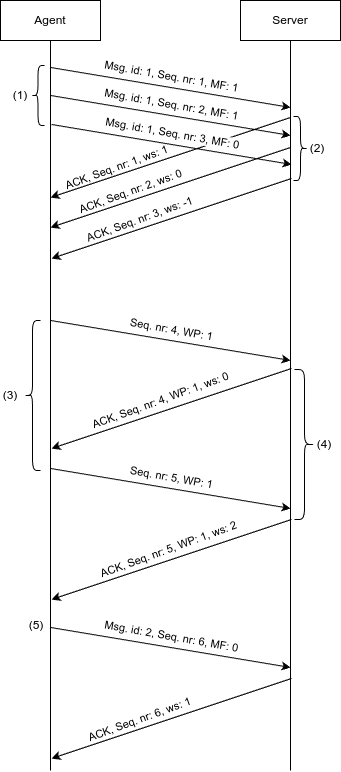 Agent
Server
(1)
Msg. id: 1, Seq. nr: 1, MF: 1
Msg. id: 1, Seq. nr: 2, MF: 1
Msg. id: 1, Seq. nr: 3, MF: 0
(2)
ACK, Seq. nr: 1, ws: 1
ACK, Seq. nr: 2, ws: 0
ACK, Seq. nr: 3, ws: -1
Seq. nr: 4, WP: 1
(3)
ACK, Seq. nr: 4, WP: 1, ws: 0
(4)
Seq. nr: 5, WP: 1
ACK, Seq. nr: 5, WP: 1, ws: 2
(5)
Msg. id: 2, Seq. nr: 6, MF: 0
ACK, Seq. nr: 6, ws: 1